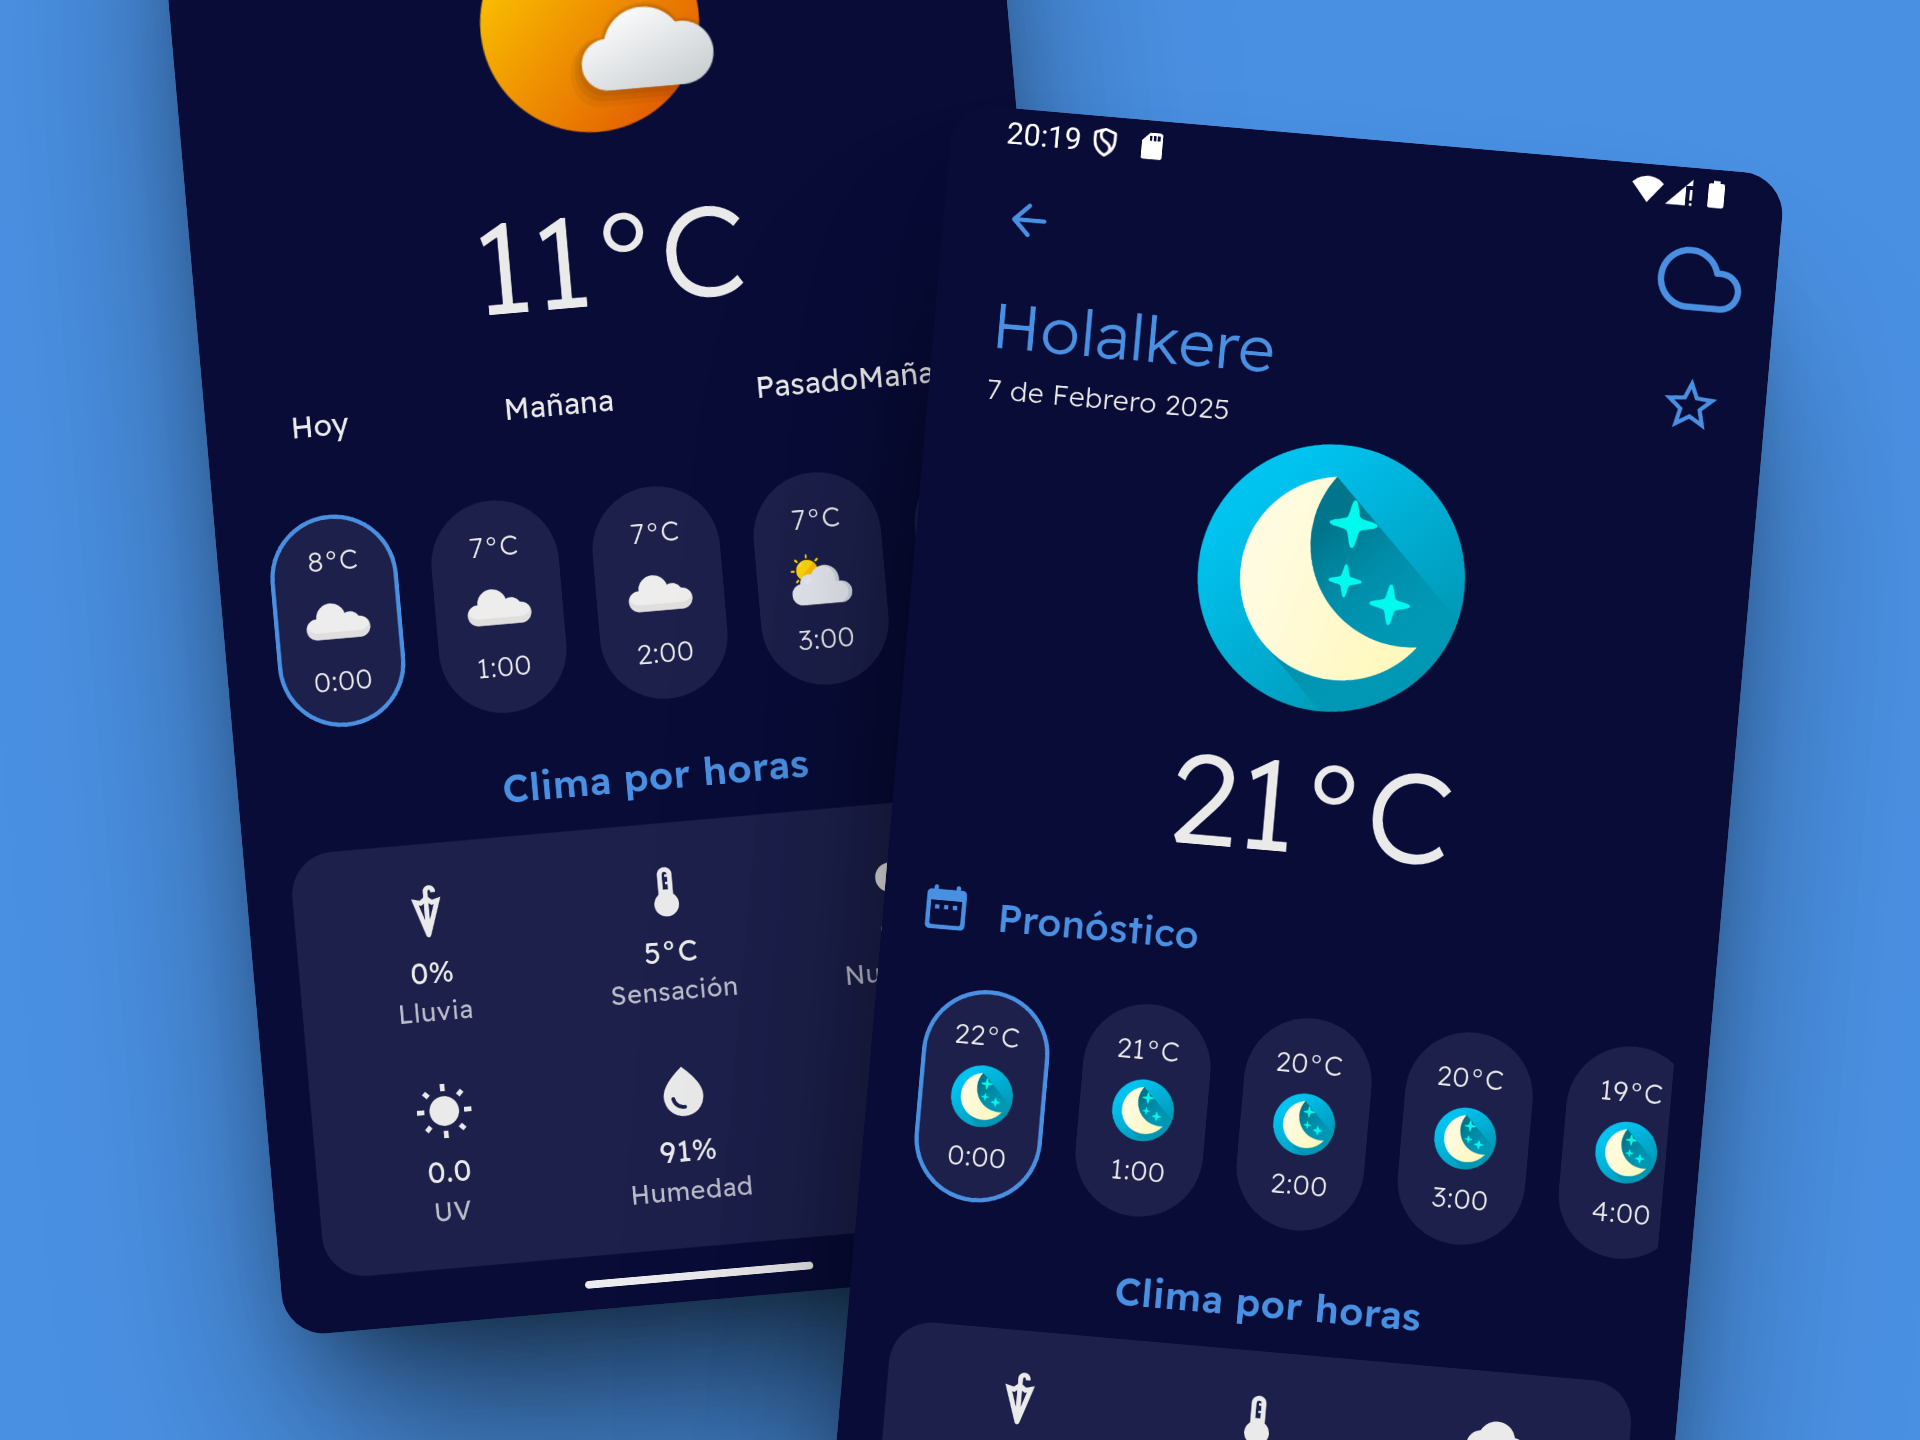 11°C
Hoy
Mañana
PasadoMaña
8°C
7°C
7°C
7°C
0:00
1:00
2:00
3:00
Clima por horas
0%
Lluvia
5°C
Sensación
Nu
0.0
UV
91%
Humedad
20:19
Holalkere
7 de Febrero 2025
21°C
Pronóstico
22°C
21°C
20°C
20°C
19°C
0:00
1:00
2:00
3:00
4:00
Clima por horas